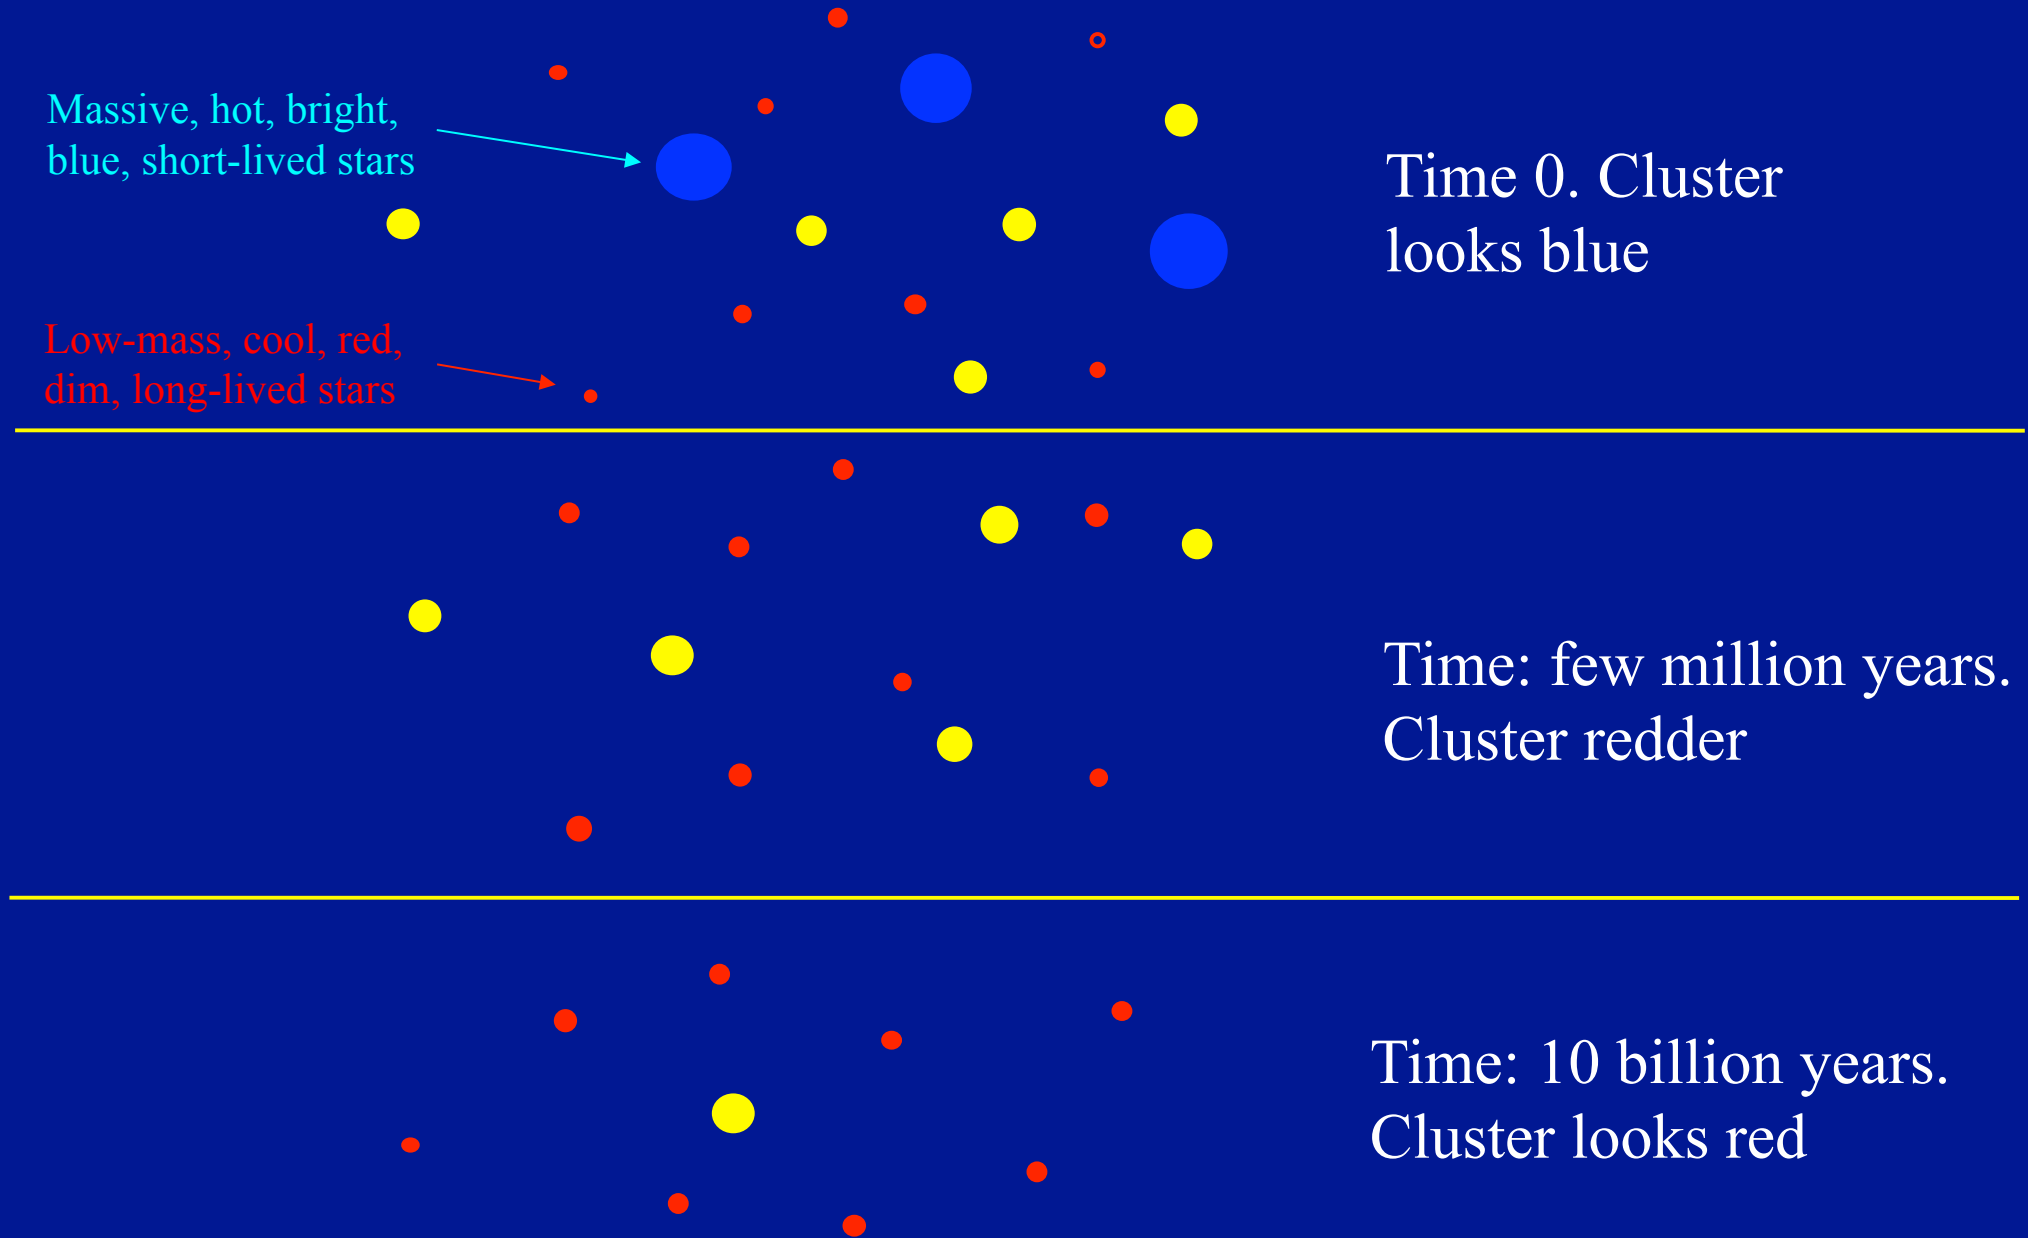 Massive, hot, bright,
blue, short-lived stars
Time 0. Cluster
looks blue
Low-mass, cool, red,
dim, long-lived stars
Time: few million years.
Cluster redder
Time: 10 billion years.
Cluster looks red